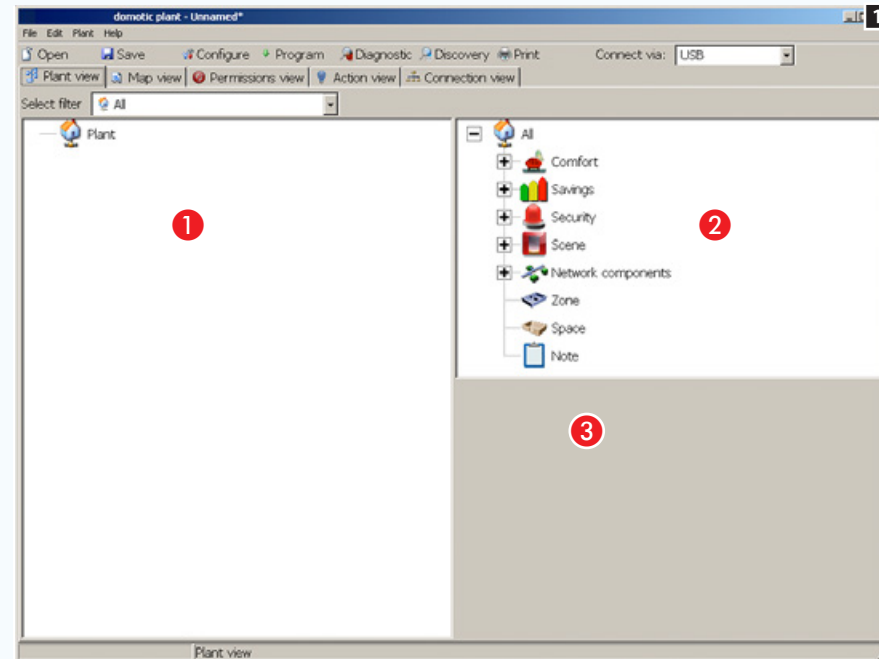 domotic plant - Unnamed*
1
File Edit Plant Help
Open Save Configure Program Diagnostic Discovery Print Connect via: USB
Plant view Map view Permissions view Action view Connection view
Select filter All
Plant
1
All
Comfort
Savings
Security
Scene
Network components
Zone
Space
Note
2
3
Plant view